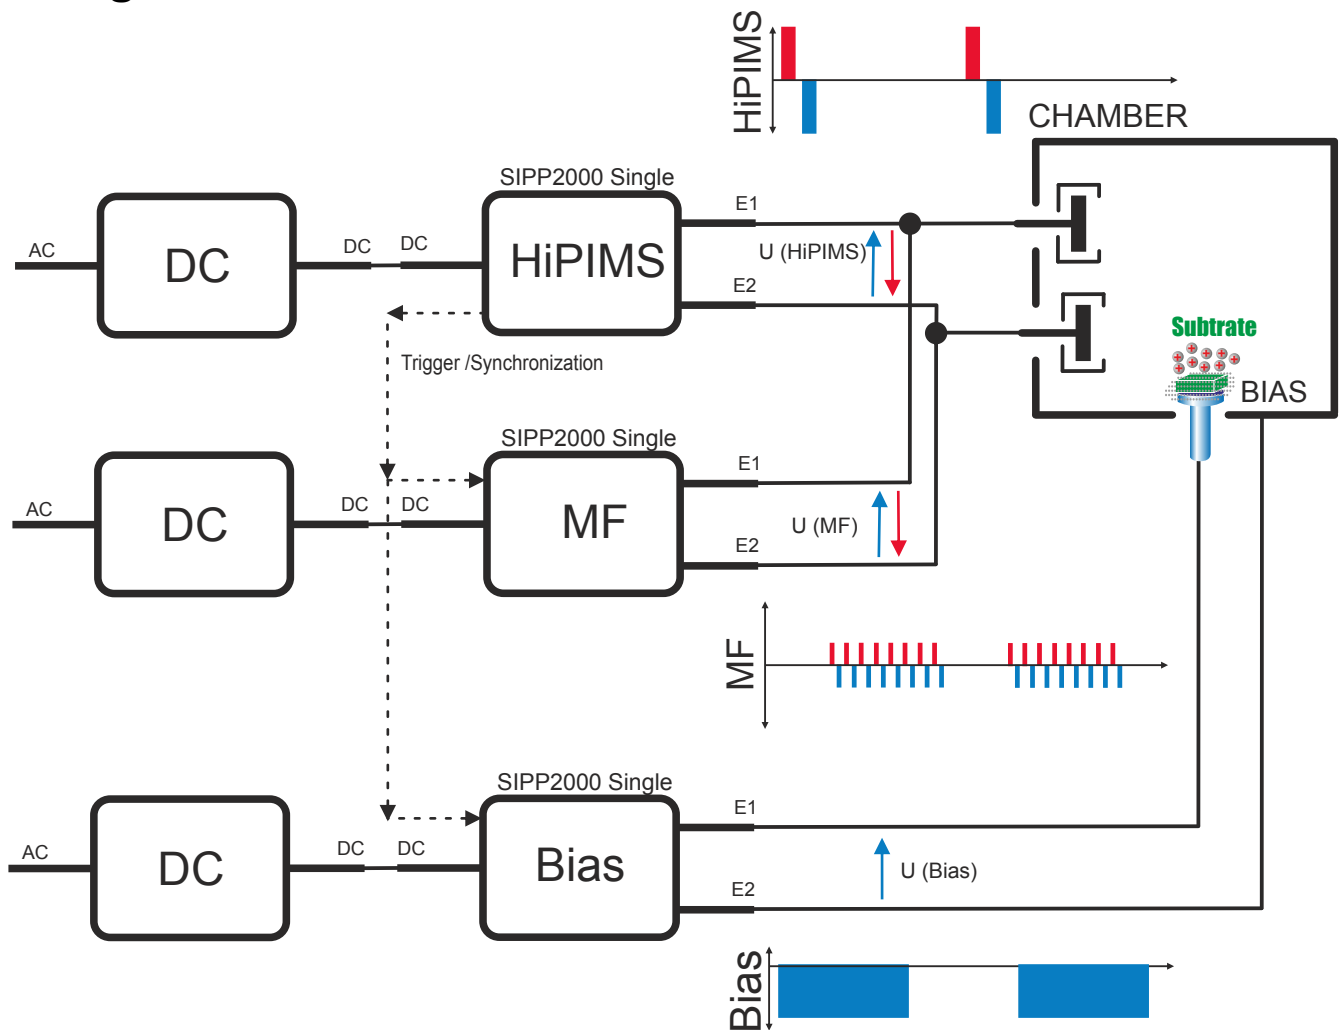 HiPIMS
CHAMBER
SIPP2000 Single
AC
DC
DC
DC
HiPIMS
E1
U (HiPIMS)
E2
Trigger /Synchronization
Subtrate
BIAS
SIPP2000 Single
AC
DC
DC
DC
MF
E1
U (MF)
E2
MF
SIPP2000 Single
AC
DC
DC
DC
Bias
E1
U (Bias)
E2
Bias